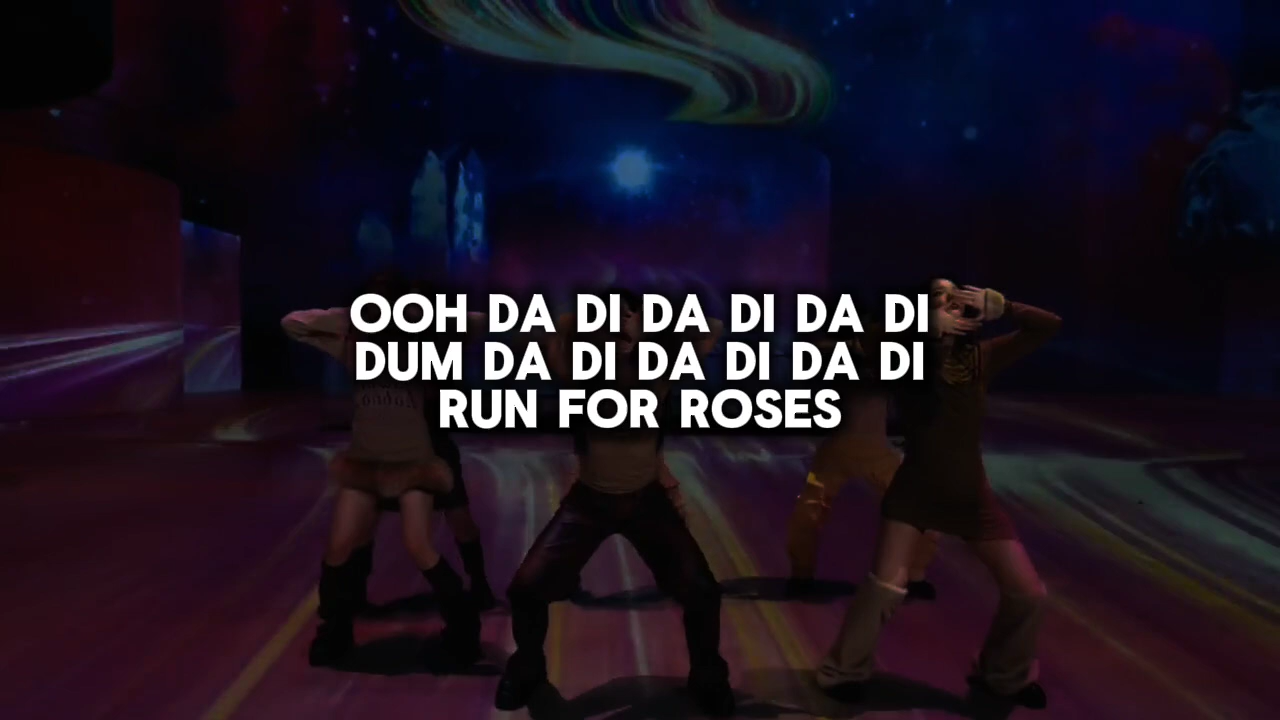 OOH DA DI DA DI DA DI
DUM DA DI DA DI DA DI
RUN FOR ROSES